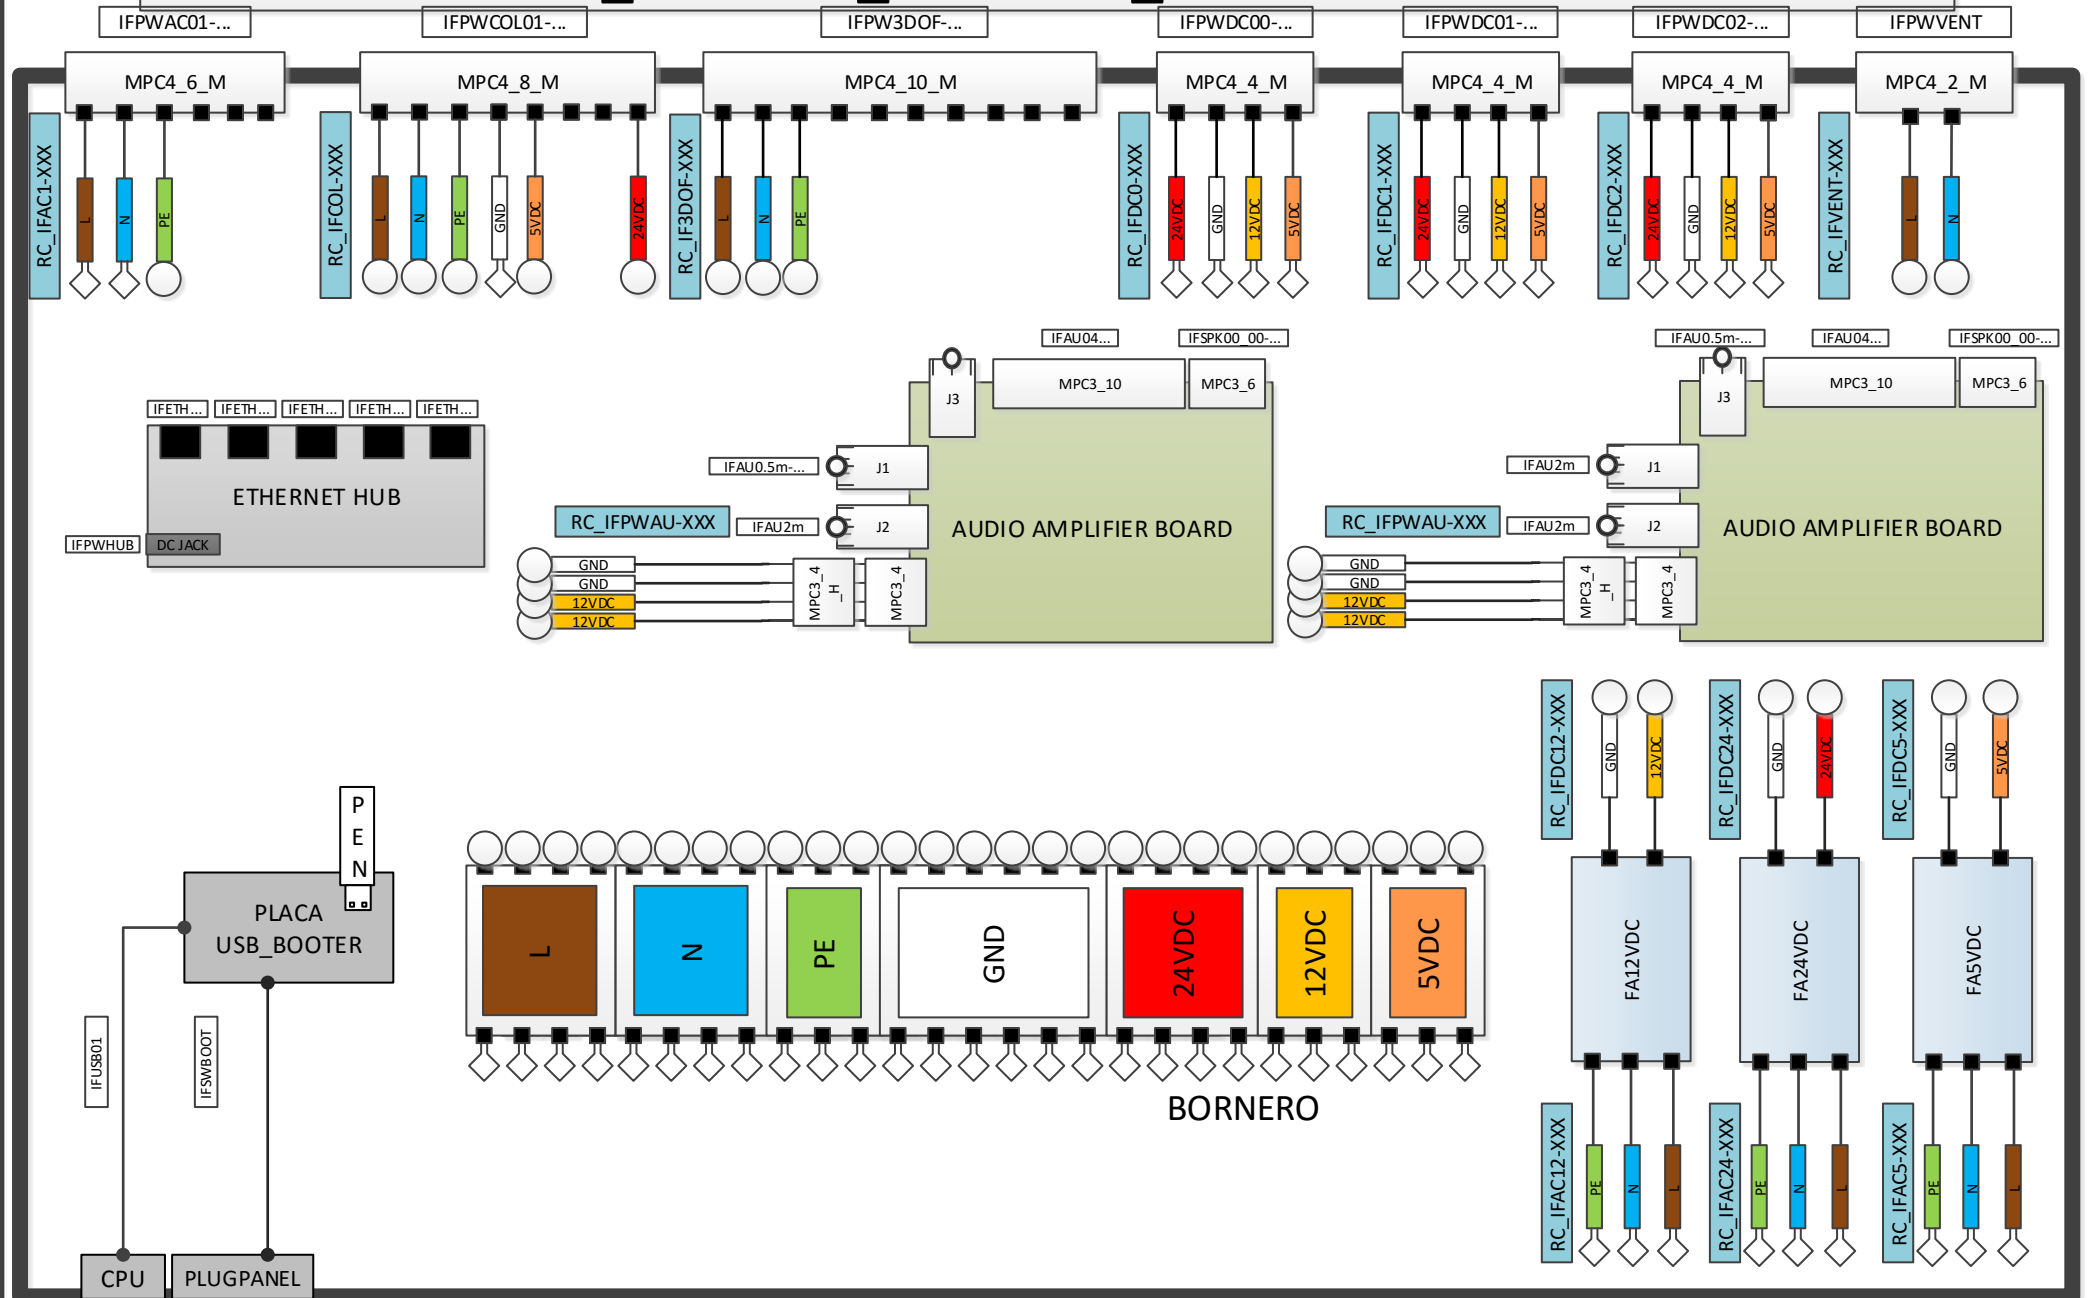 IFPWAC01-...
IFPWCOL01-...
IFPW3DOF-...
IFPWDC00-...
IFPWDC01-...
IFPWDC02-...
IFPWVENT
MPC4_6_M
MPC4_8_M
MPC4_10_M
MPC4_4_M
MPC4_4_M
MPC4_4_M
MPC4_2_M
RC_IFAC1-XXX
L
N
PE
RC_IFCOL-XXX
L
N
PE
GND
5VDC
24VDC
RC_IF3DOF-XXX
L
N
PE
RC_IFDC0-XXX
24VDC
GND
12VDC
5VDC
RC_IFDC1-XXX
24VDC
GND
12VDC
5VDC
RC_IFDC2-XXX
24VDC
GND
12VDC
5VDC
RC_IFVENT-XXX
L
N
IFETH...
IFETH...
IFETH...
IFETH...
IFETH...
ETHERNET HUB
IFPWHUB
DC JACK
IFAU04...
IFSPK00_00-...
J3
MPC3_10
MPC3_6
IFAU0.5m-...
J1
RC_IFPWAU-XXX
IFAU2m
J2
AUDIO AMPLIFIER BOARD
GND
GND
12VDC
12VDC
MPC3_4
_H
MPC3_4
IFAU0.5m-...
IFAU04...
IFSPK00_00-...
J3
MPC3_10
MPC3_6
IFAU2m
J1
RC_IFPWAU-XXX
IFAU2m
J2
AUDIO AMPLIFIER BOARD
GND
GND
12VDC
12VDC
MPC3_4
_H
MPC3_4
RC_IFDC12-XXX
GND
12VDC
RC_IFDC24-XXX
GND
24VDC
RC_IFDC5-XXX
GND
5VDC
P
E
N
PLACA
USB_BOOTER
IFUSB01
IFSWBOOT
CPU
PLUGPANEL
L
N
PE
GND
24VDC
12VDC
5VDC
BORNERO
FA12VDC
FA24VDC
FA5VDC
RC_IFAC12-XXX
PE
N
L
RC_IFAC24-XXX
PE
N
L
RC_IFAC5-XXX
PE
N
L